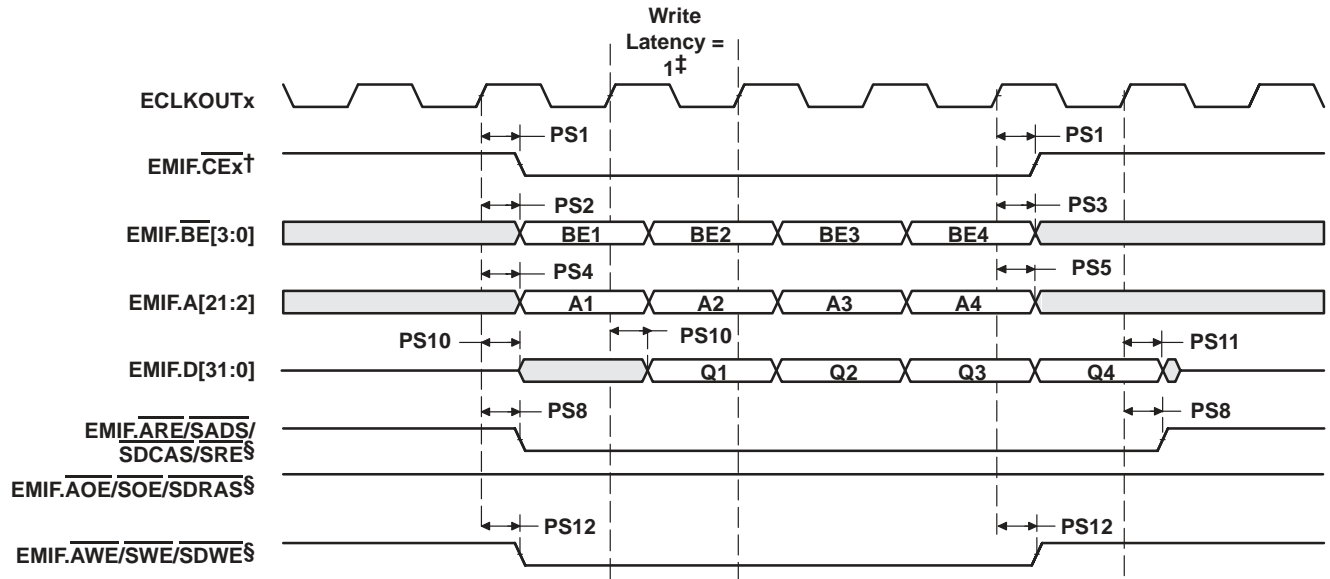 Write
Latency =
1‡
ECLKOUTx
PS1 PS1
EMIF.CEx†
PS2 PS3
EMIF.BE[3:0] BE1 BE2 BE3 BE4
PS4 PS5
EMIF.A[21:2] A1 A2 A3 A4
PS10 PS10 PS11
EMIF.D[31:0] Q1 Q2 Q3 Q4
PS8 PS8
EMIF.ARE/SADS/
SDCAS/SRE§
EMIF.AOE/SOE/SDRAS§
PS12 PS12
EMIF.AWE/SWE/SDWE§